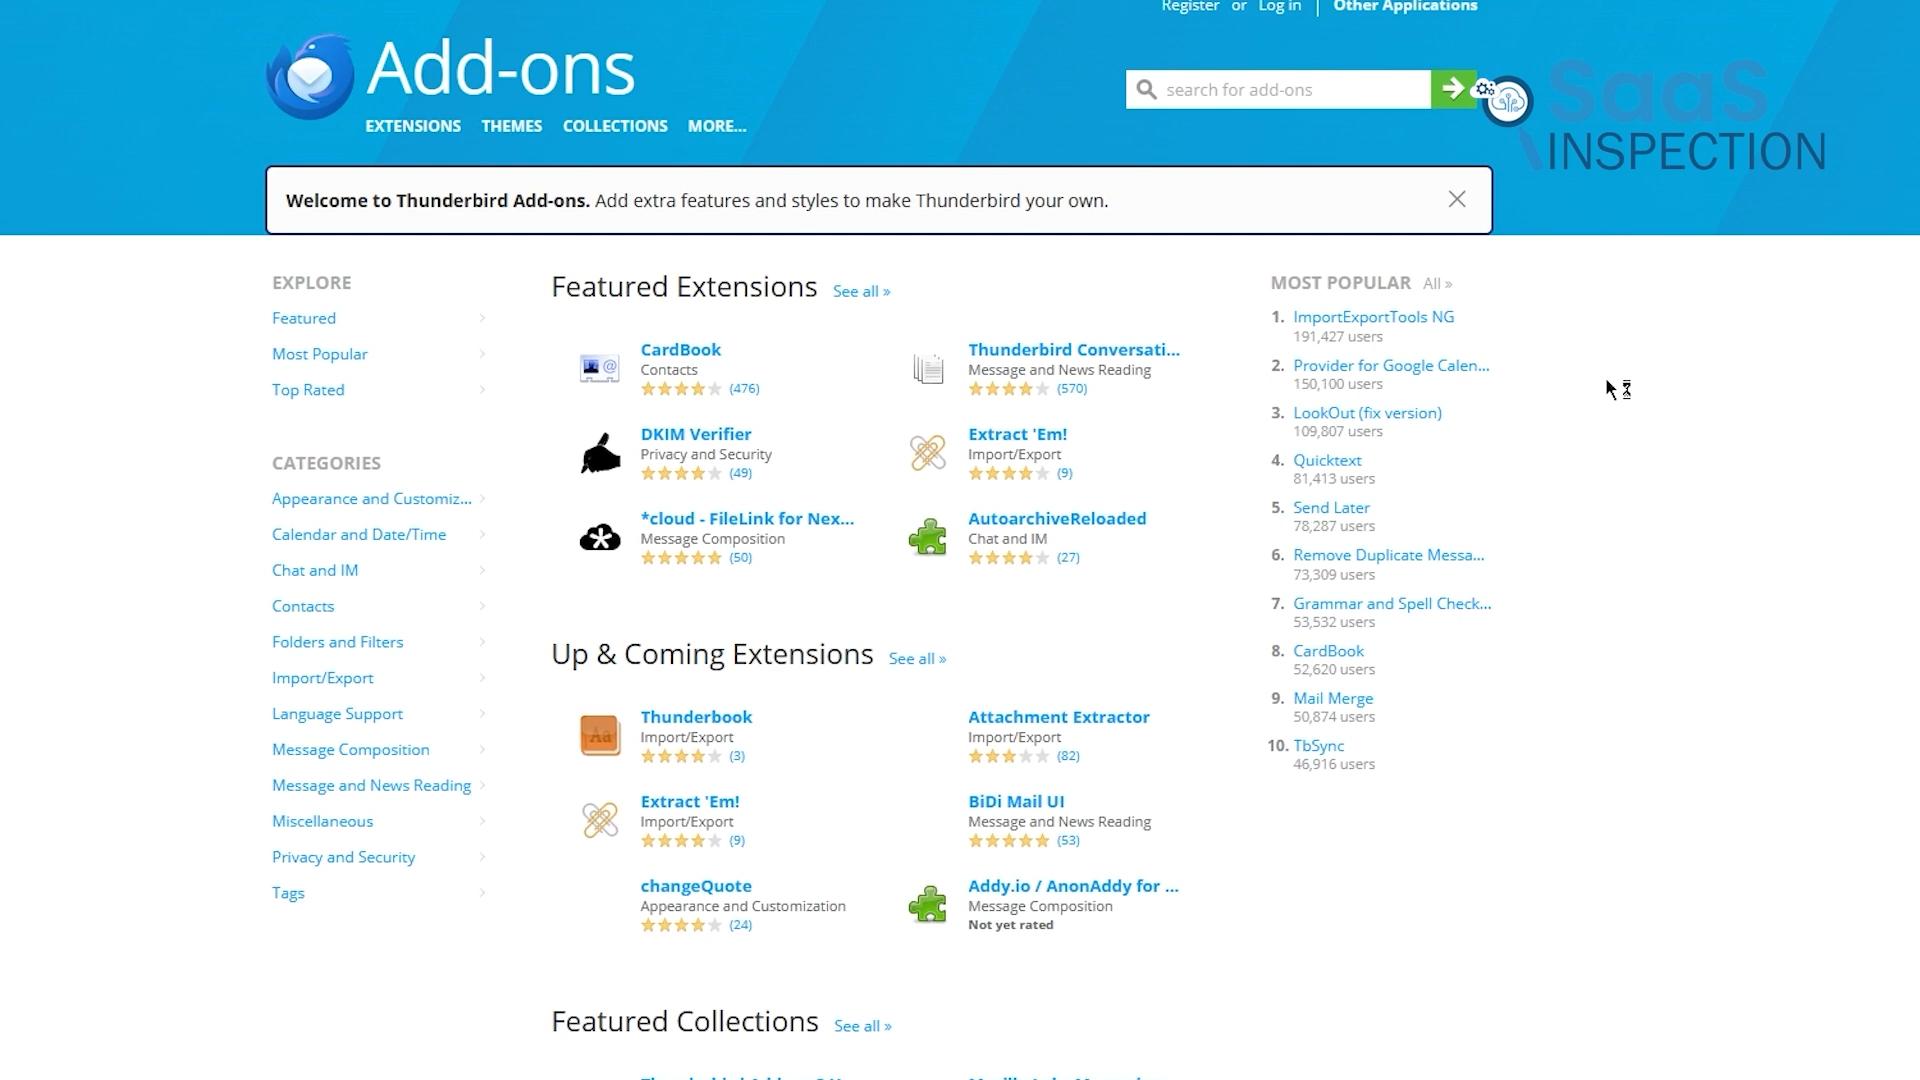 Register or Log in | Other Applications
Add-ons
search for add-ons
SaaS
INSPECTION
EXTENSIONS THEMES COLLECTIONS MORE...
Welcome to Thunderbird Add-ons. Add extra features and styles to make Thunderbird your own.
EXPLORE
Featured
Most Popular
Top Rated
CATEGORIES
Appearance and Customiz...
Calendar and Date/Time
Chat and IM
Contacts
Folders and Filters
Import/Export
Language Support
Message Composition
Message and News Reading
Miscellaneous
Privacy and Security
Tags
Featured Extensions See all »
CardBook
Contacts
(476)
Thunderbird Conversati...
Message and News Reading
(570)
DKIM Verifier
Privacy and Security
(49)
Extract 'Em!
Import/Export
(9)
*cloud - FileLink for Nex...
Message Composition
(50)
AutoarchiveReloaded
Chat and IM
(27)
Up & Coming Extensions See all »
Thunderbook
Import/Export
(3)
Attachment Extractor
Import/Export
(82)
Extract 'Em!
Import/Export
(9)
BiDi Mail UI
Message and News Reading
(53)
changeQuote
Appearance and Customization
(24)
Addy.io / AnonAddy for ...
Message Composition
Not yet rated
Featured Collections See all »
MOST POPULAR All »
1. ImportExportTools NG
191,427 users
2. Provider for Google Calen...
150,100 users
3. LookOut (fix version)
109,807 users
4. Quicktext
81,413 users
5. Send Later
78,287 users
6. Remove Duplicate Messa...
73,309 users
7. Grammar and Spell Check...
53,532 users
8. CardBook
52,620 users
9. Mail Merge
50,874 users
10. TbSync
46,916 users